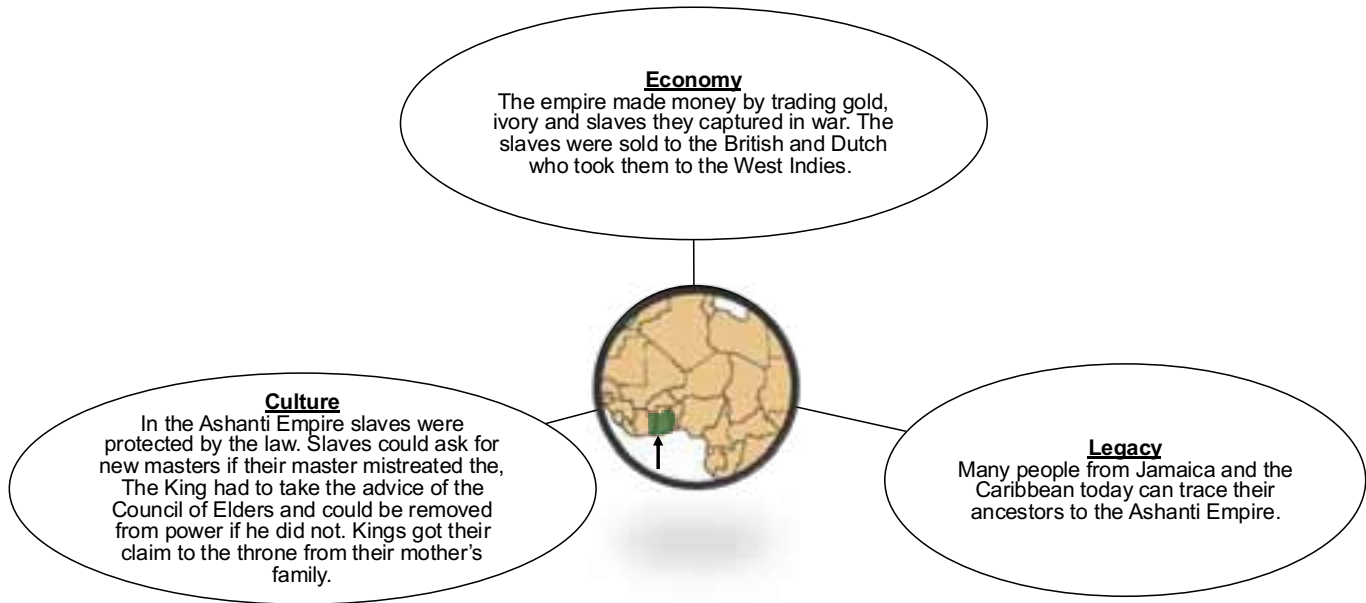 Economy
The empire made money by trading gold,
ivory and slaves they captured in war. The
slaves were sold to the British and Dutch
who took them to the West Indies.
Culture
In the Ashanti Empire slaves were
protected by the law. Slaves could ask for
new masters if their master mistreated the,
The King had to take the advice of the
Council of Elders and could be removed
from power if he did not. Kings got their
claim to the throne from their mother’s
family.
Legacy
Many people from Jamaica and the
Caribbean today can trace their
ancestors to the Ashanti Empire.